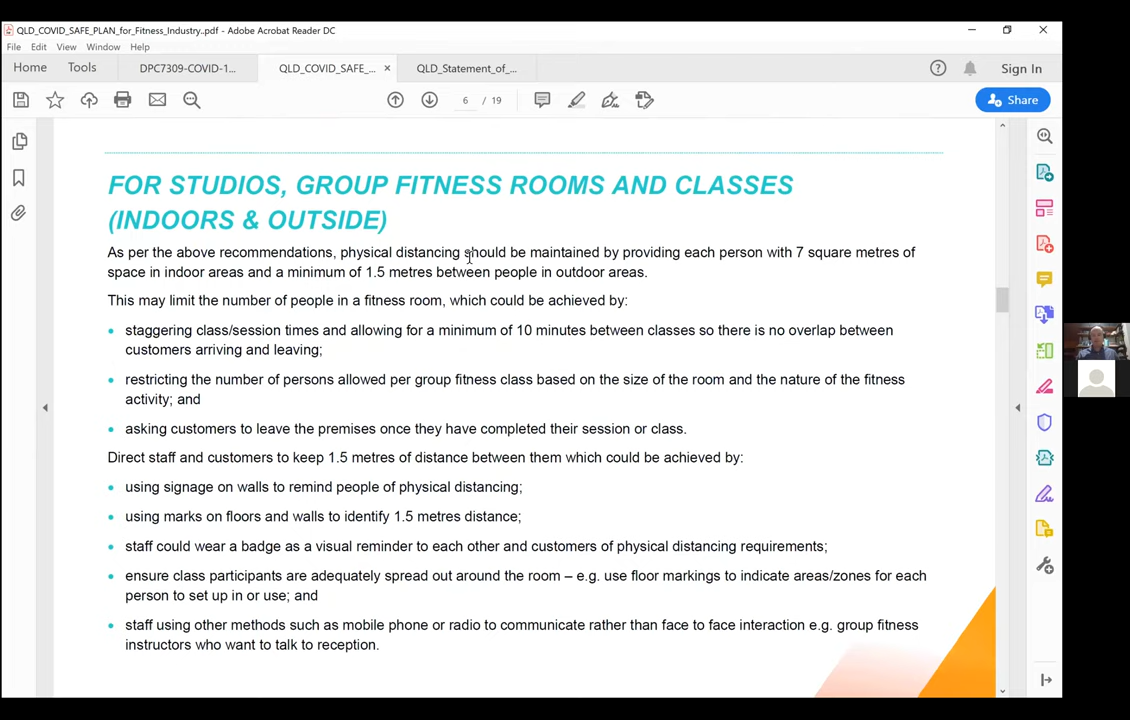 QLD_COVID_SAFE_PLAN_for_Fitness_Industry..pdf - Adobe Acrobat Reader DC
File Edit View Window Help
Home Tools DPC7309-COVID-1... QLD_COVID_SAFE_... × QLD_Statement_of_... Sign In
6 / 19 Share
FOR STUDIOS, GROUP FITNESS ROOMS AND CLASSES
(INDOORS & OUTSIDE)
As per the above recommendations, physical distancing should be maintained by providing each person with 7 square metres of
space in indoor areas and a minimum of 1.5 metres between people in outdoor areas.
This may limit the number of people in a fitness room, which could be achieved by:
• staggering class/session times and allowing for a minimum of 10 minutes between classes so there is no overlap between
customers arriving and leaving;
• restricting the number of persons allowed per group fitness class based on the size of the room and the nature of the fitness
activity; and
• asking customers to leave the premises once they have completed their session or class.
Direct staff and customers to keep 1.5 metres of distance between them which could be achieved by:
• using signage on walls to remind people of physical distancing;
• using marks on floors and walls to identify 1.5 metres distance;
• staff could wear a badge as a visual reminder to each other and customers of physical distancing requirements;
• ensure class participants are adequately spread out around the room – e.g. use floor markings to indicate areas/zones for each
person to set up in or use; and
• staff using other methods such as mobile phone or radio to communicate rather than face to face interaction e.g. group fitness
instructors who want to talk to reception.